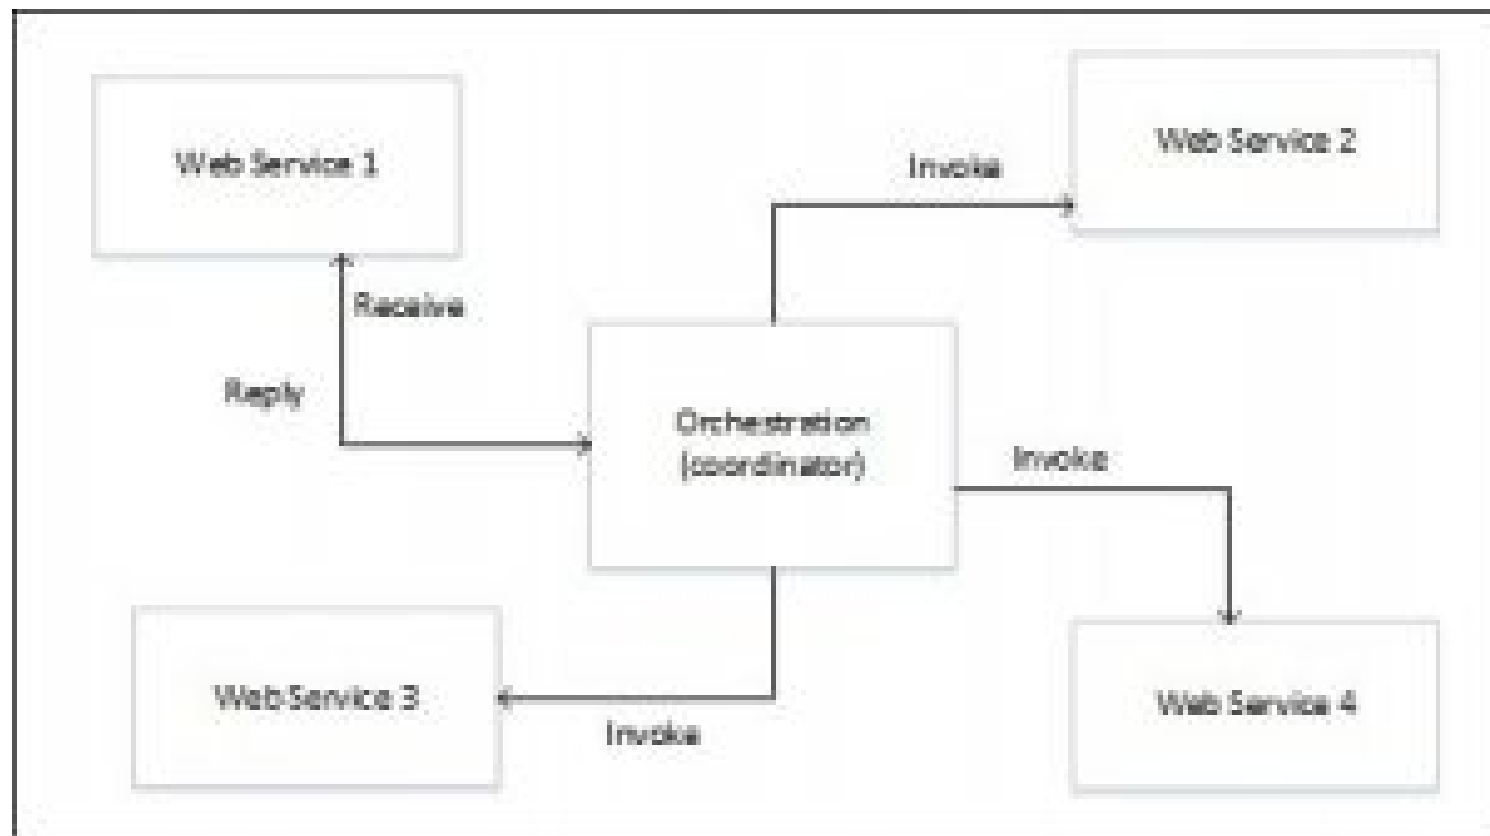 Web Service 1
Web Service 2
Invoke
Receive
Reply
Orchestration
(coordinator)
Invoke
Web Service 3
Invoke
Web Service 4